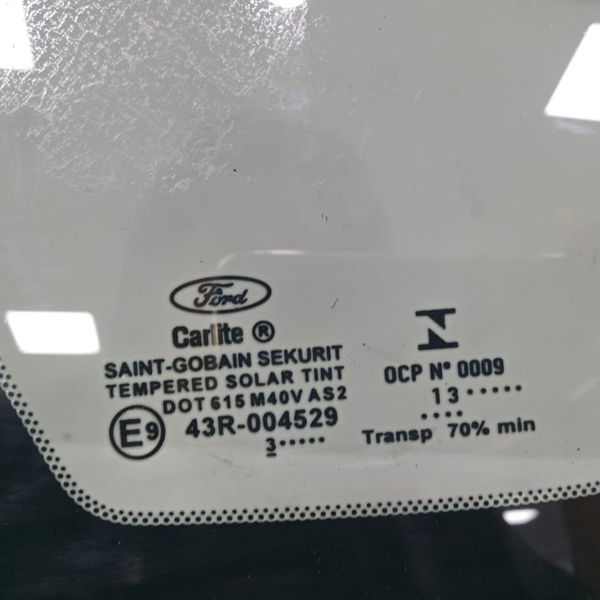 Ford
Carlite ®
SAINT-GOBAIN SEKURIT
TEMPERED SOLAR TINT
DOT 615 M40V AS2
E9 43R-004529
3•••••
OCP N° 0009
13•••••
••••
Transp 70% min